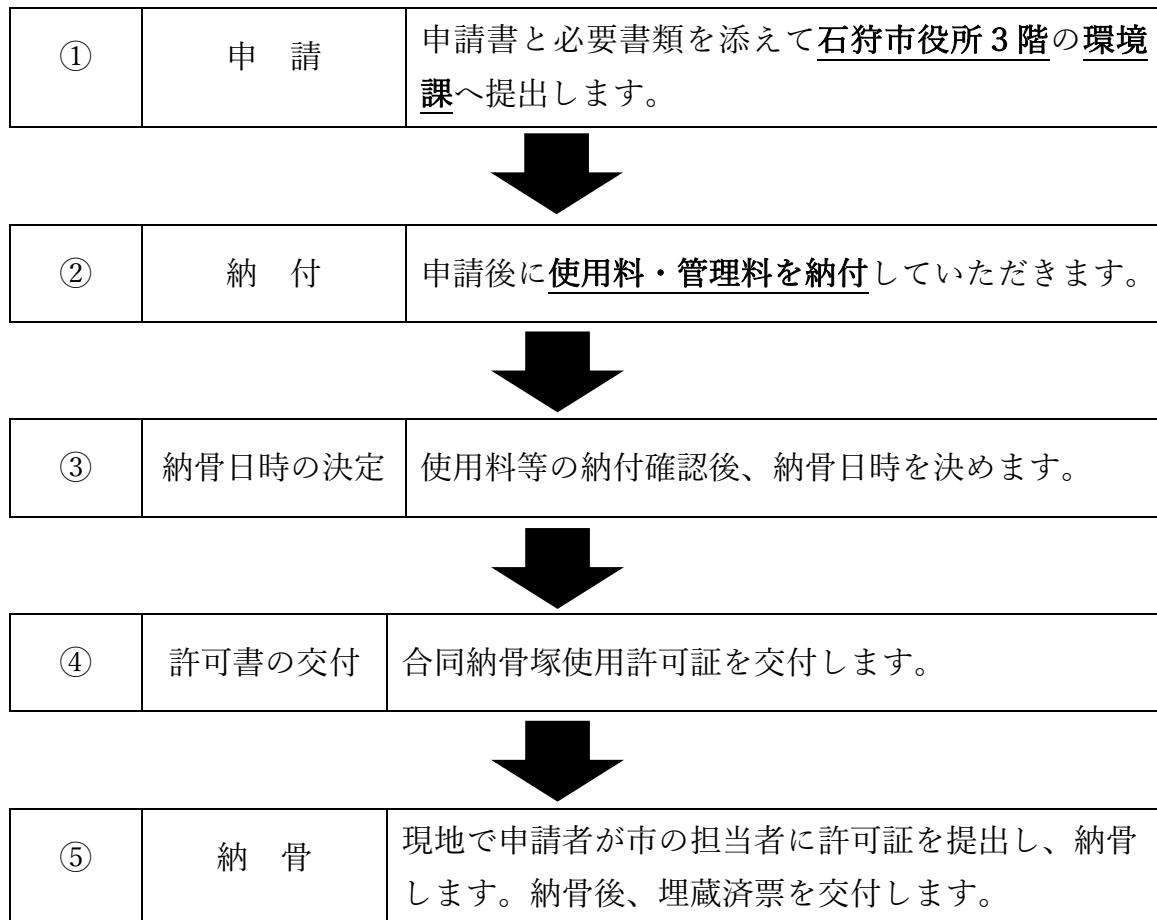 ①
申　請
申請書と必要書類を添えて石狩市役所３階の環境
課へ提出します。
②
納　付
申請後に使用料・管理料を納付していただきます。
③
納骨日時の決定
使用料等の納付確認後、納骨日時を決めます。
④
許可書の交付
合同納骨塚使用許可証を交付します。
⑤
納　骨
現地で申請者が市の担当者に許可証を提出し、納骨
します。納骨後、埋蔵済票を交付します。